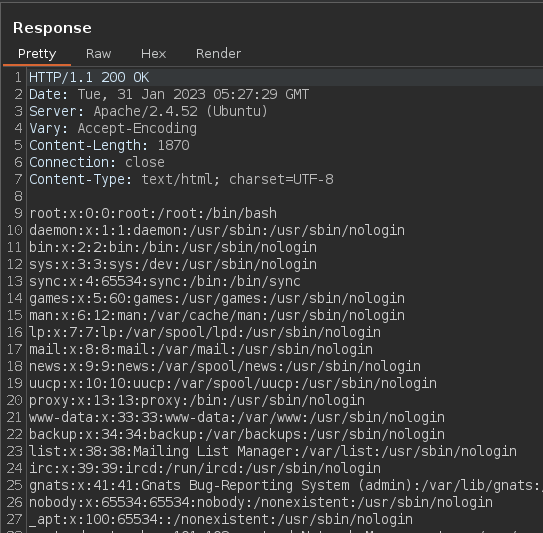 Response
Pretty Raw Hex Render
1 HTTP/1.1 200 OK
2 Date: Tue, 31 Jan 2023 05:27:29 GMT
3 Server: Apache/2.4.52 (Ubuntu)
4 Vary: Accept-Encoding
5 Content-Length: 1870
6 Connection: close
7 Content-Type: text/html; charset=UTF-8
8
9 root:x:0:0:root:/root:/bin/bash
10 daemon:x:1:1:daemon:/usr/sbin:/usr/sbin/nologin
11 bin:x:2:2:bin:/bin:/usr/sbin/nologin
12 sys:x:3:3:sys:/dev:/usr/sbin/nologin
13 sync:x:4:65534:sync:/bin:/bin/sync
14 games:x:5:60:games:/usr/games:/usr/sbin/nologin
15 man:x:6:12:man:/var/cache/man:/usr/sbin/nologin
16 lp:x:7:7:lp:/var/spool/lpd:/usr/sbin/nologin
17 mail:x:8:8:mail:/var/mail:/usr/sbin/nologin
18 news:x:9:9:news:/var/spool/news:/usr/sbin/nologin
19 uucp:x:10:10:uucp:/var/spool/uucp:/usr/sbin/nologin
20 proxy:x:13:13:proxy:/bin:/usr/sbin/nologin
21 www-data:x:33:33:www-data:/var/www:/usr/sbin/nologin
22 backup:x:34:34:backup:/var/backups:/usr/sbin/nologin
23 list:x:38:38:Mailing List Manager:/var/list:/usr/sbin/nologin
24 irc:x:39:39:ircd:/run/ircd:/usr/sbin/nologin
25 gnats:x:41:41:Gnats Bug-Reporting System (admin):/var/lib/gnats:
26 nobody:x:65534:65534:nobody:/nonexistent:/usr/sbin/nologin
27 _apt:x:100:65534::/nonexistent:/usr/sbin/nologin